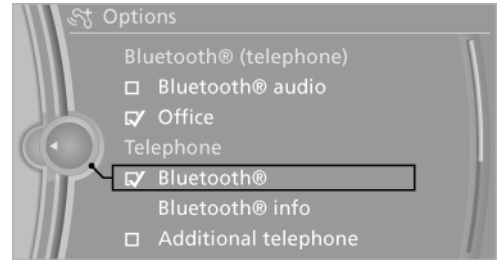 Options
Bluetooth® (telephone)
Bluetooth® audio
Office
Telephone
Bluetooth®
Bluetooth® info
Additional telephone